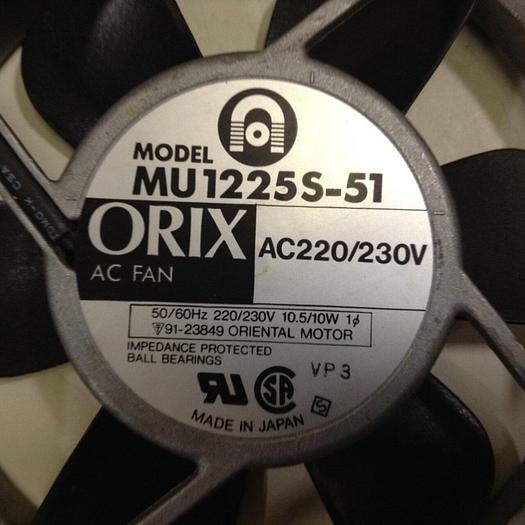 MODEL
MU1225S-51
ORIX
AC FAN
AC220/230V
50/60Hz 220/230V 10.5/10W 1φ
91-23849 ORIENTAL MOTOR
IMPEDANCE PROTECTED
BALL BEARINGS
VP3
MADE IN JAPAN